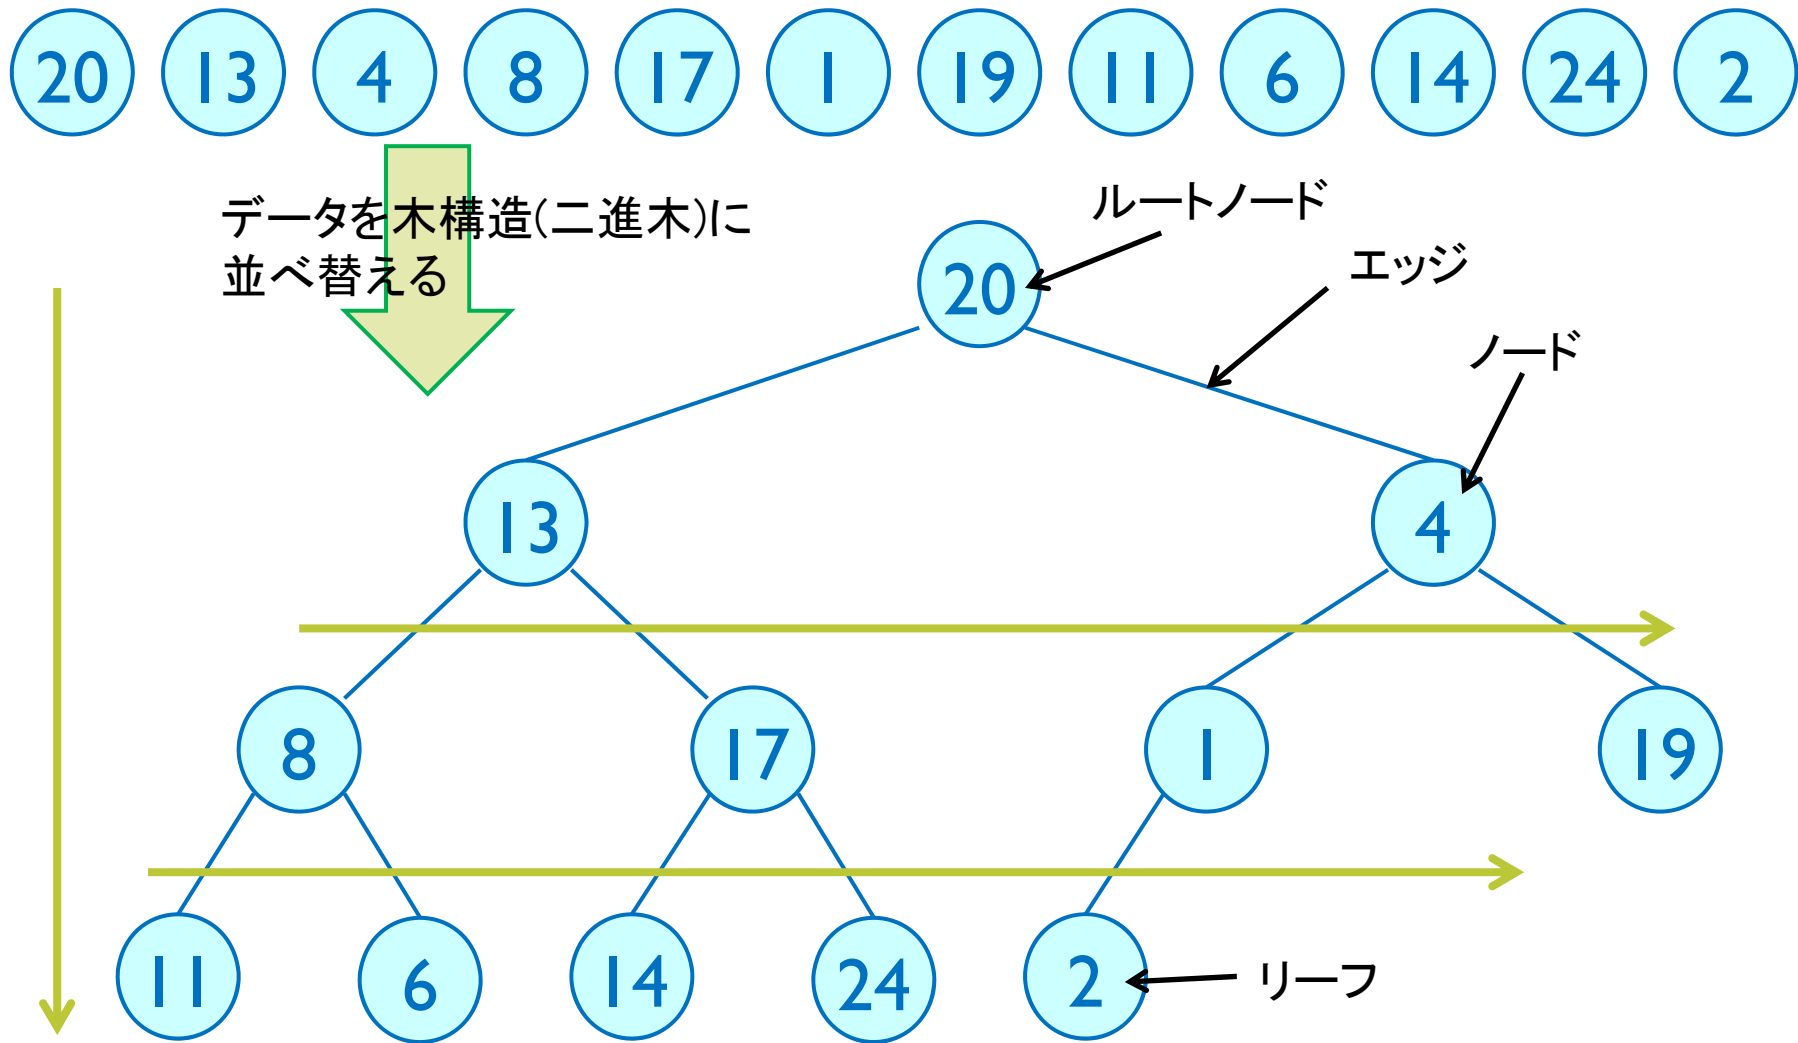 20 13 4 8 17 1 19 11 6 14 24 2
データを木構造(二進木)に
並べ替える
ルートノード
エッジ
ノード
20
13 4
8 17 1 19
11 6 14 24 2
リーフ